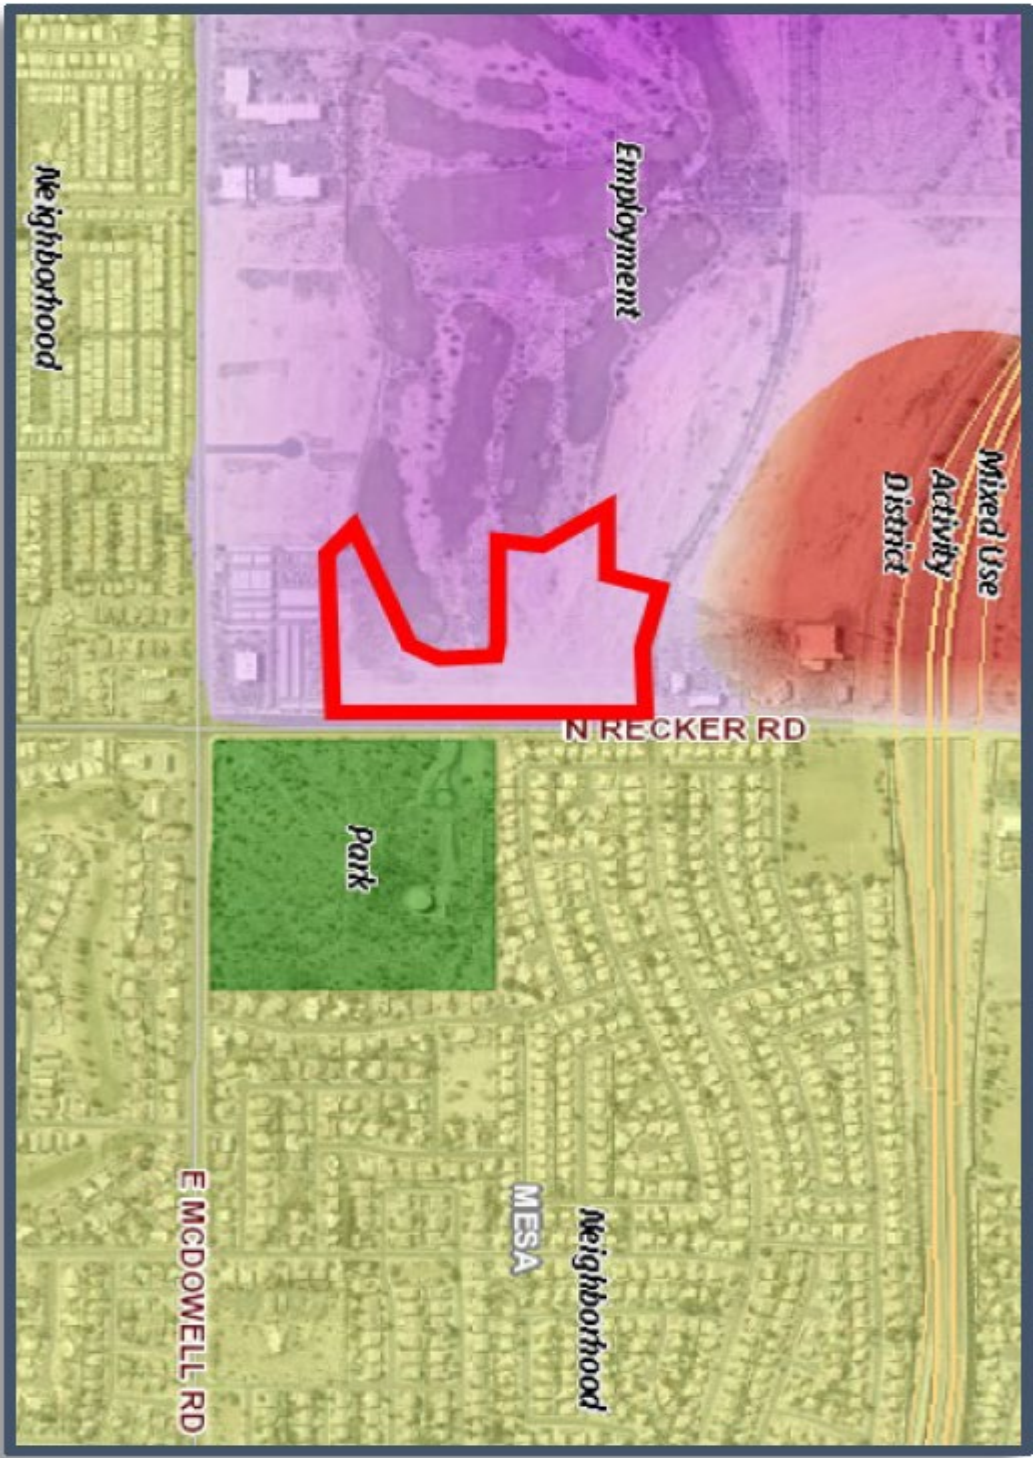 Employment
Neighborhood
Mixed Use
Activity
District
N RECKER RD
Park
MESA
Neighborhood
E MCDOWELL RD